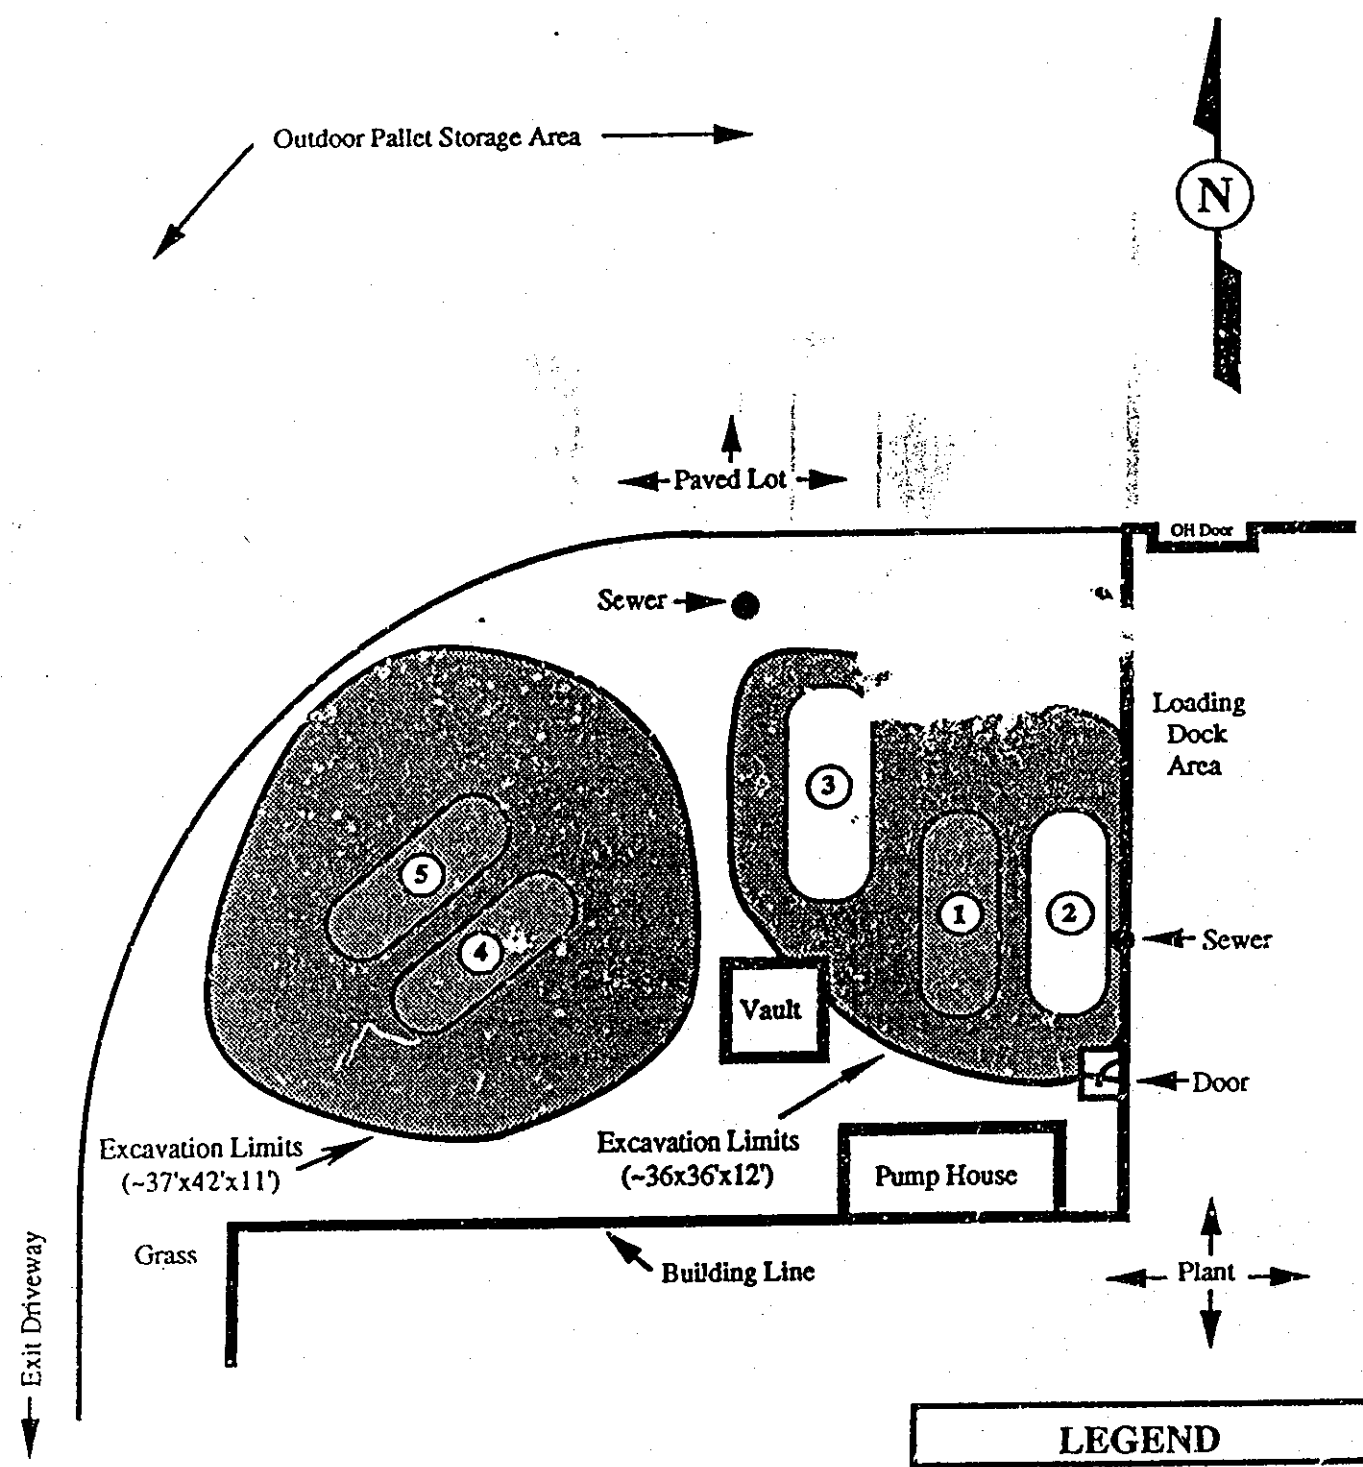 Outdoor Pallet Storage Area
N
Paved Lot
OH Door
Sewer
Loading
Dock
Area
3
5
1
2
4
Sewer
Vault
Door
Excavation Limits
(~37'x42'x11')
Excavation Limits
(~36x36'x12')
Pump House
Grass
Building Line
Plant
Exit Driveway
LEGEND